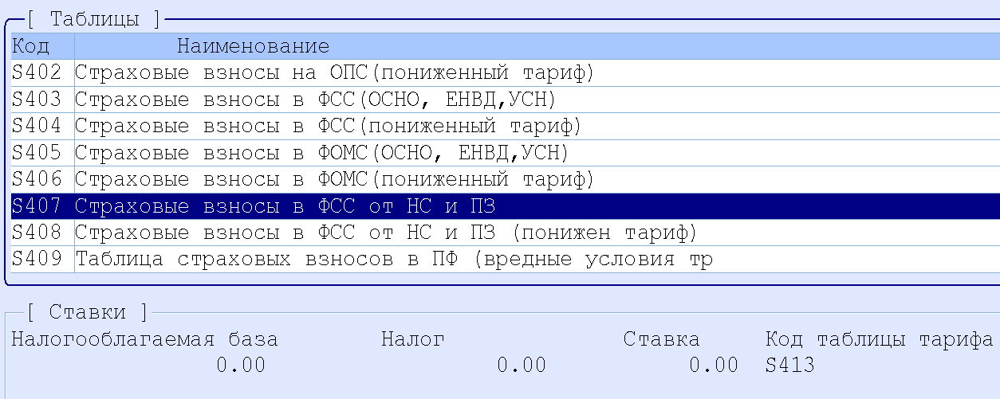 [ Таблицы ]
Код Наименование
S402 Страховые взносы на ОПС(пониженный тариф)
S403 Страховые взносы в ФСС(ОСНО, ЕНВД,УСН)
S404 Страховые взносы в ФСС(пониженный тариф)
S405 Страховые взносы в ФОМС(ОСНО, ЕНВД,УСН)
S406 Страховые взносы в ФОМС(пониженный тариф)
S407 Страховые взносы в ФСС от НС и ПЗ
S408 Страховые взносы в ФСС от НС и ПЗ (понижен тариф)
S409 Таблица страховых взносов в ПФ (вредные условия тр
[ Ставки ]
Налогооблагаемая база Налог Ставка Код таблицы тарифа
0.00 0.00 0.00 S413